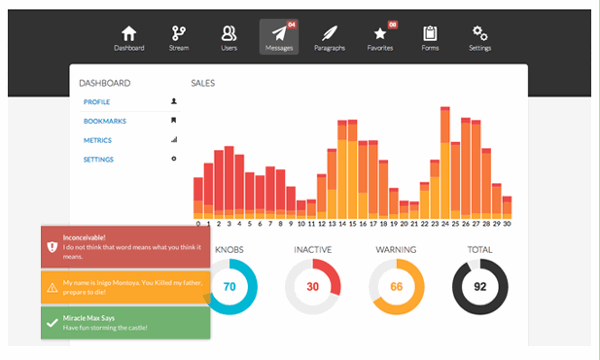 04
08
Dashboard
Stream
Users
Messages
Paragraphs
Favorites
Forms
Settings
DASHBOARD
PROFILE
BOOKMARKS
METRICS
SETTINGS
SALES
0 1 2 3 4 5 6 7 8 9 10 11 12 13 14 15 16 17 18 19 20 21 22 23 24 25 26 27 28 29 30
Inconceivable!
I do not think that word means what you think it
means.
My name is Inigo Montoya. You Killed my father,
prepare to die!
Miracle Max Says
Have fun storming the castle!
KNOBS
INACTIVE
WARNING
TOTAL
70
30
66
92